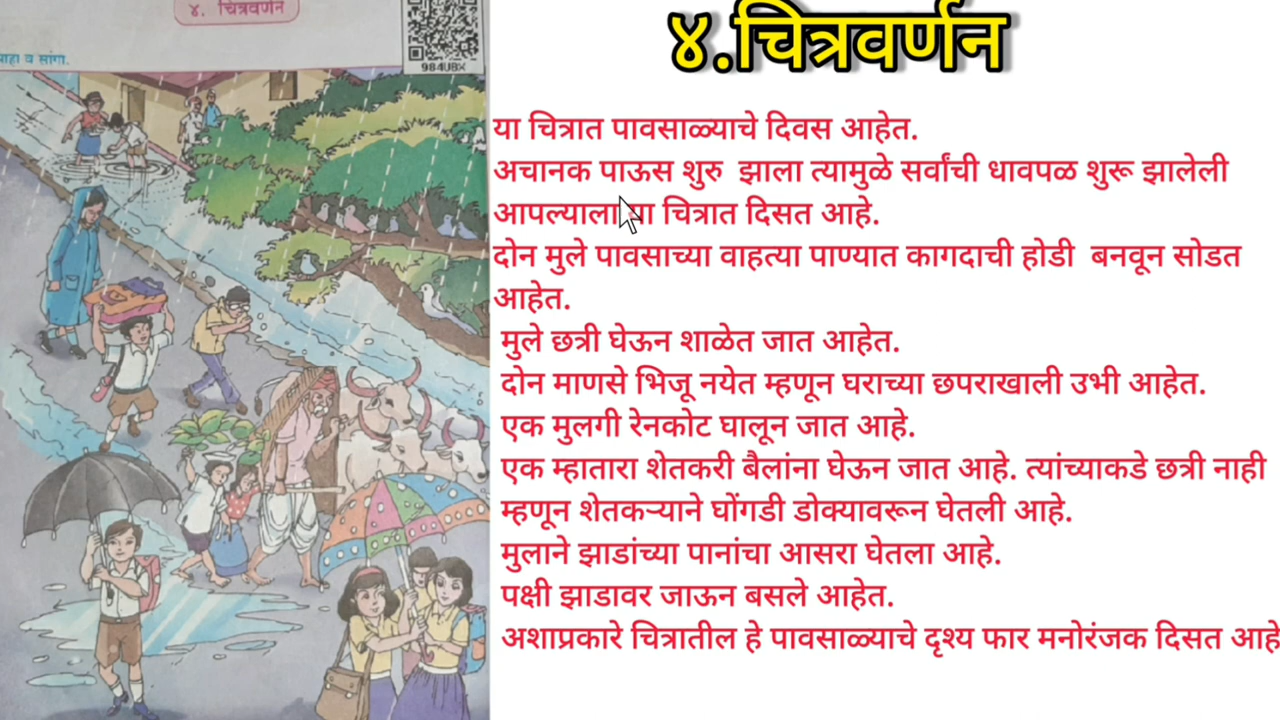 ४. चित्रवर्णन
पाहा व सांगा.
984U8X
४.चित्रवर्णन
या चित्रात पावसाळ्याचे दिवस आहेत.
अचानक पाऊस शुरु झाला त्यामुळे सर्वांची धावपळ शुरू झालेली
आपल्याला या चित्रात दिसत आहे.
दोन मुले पावसाच्या वाहत्या पाण्यात कागदाची होडी बनवून सोडत
आहेत.
मुले छत्री घेऊन शाळेत जात आहेत.
दोन माणसे भिजू नयेत म्हणून घराच्या छपराखाली उभी आहेत.
एक मुलगी रेनकोट घालून जात आहे.
एक म्हातारा शेतकरी बैलांना घेऊन जात आहे. त्यांच्याकडे छत्री नाही
म्हणून शेतकऱ्याने घोंगडी डोक्यावरून घेतली आहे.
मुलाने झाडांच्या पानांचा आसरा घेतला आहे.
पक्षी झाडावर जाऊन बसले आहेत.
अशाप्रकारे चित्रातील हे पावसाळ्याचे दृश्य फार मनोरंजक दिसत आहे